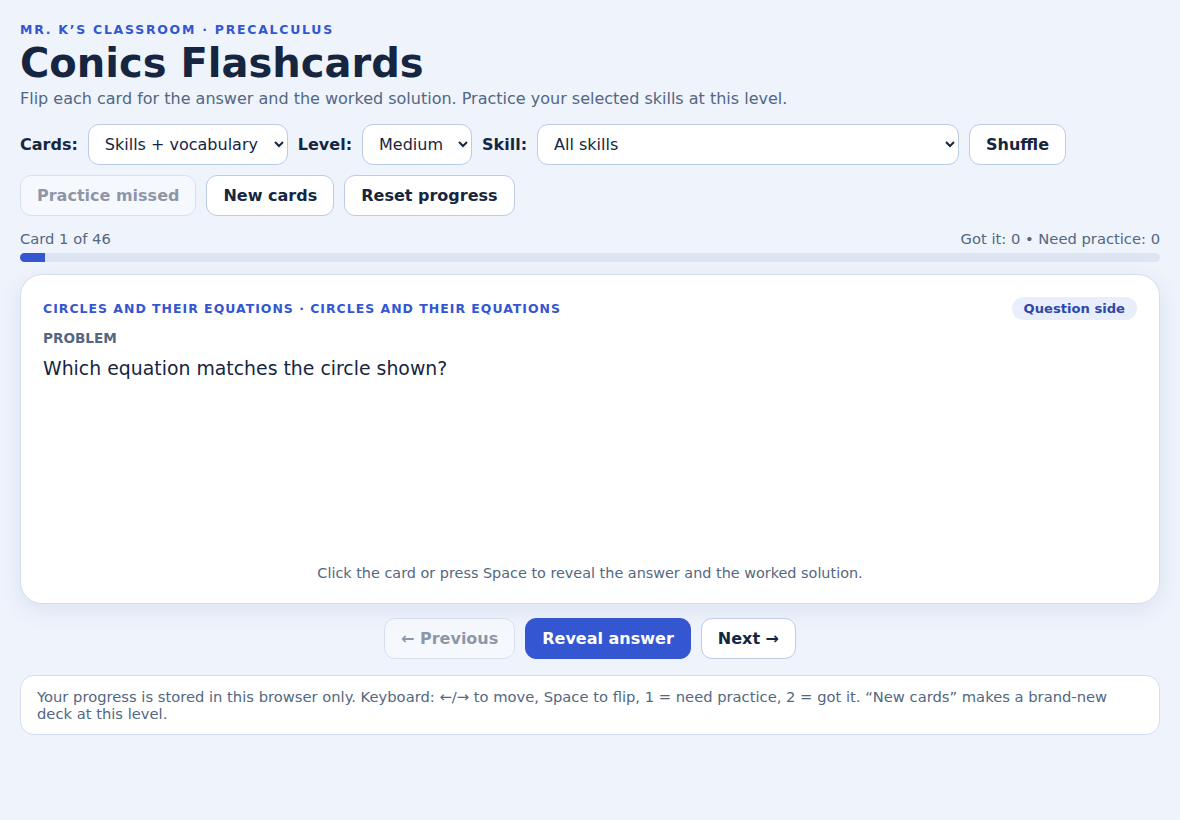 MR. K’S CLASSROOM · PRECALCULUS
Conics Flashcards
Flip each card for the answer and the worked solution. Practice your selected skills at this level.
Cards: Skills + vocabulary Level: Medium Skill: All skills Shuffle
Practice missed New cards Reset progress
Card 1 of 46 Got it: 0 • Need practice: 0
CIRCLES AND THEIR EQUATIONS · CIRCLES AND THEIR EQUATIONS Question side
PROBLEM
Which equation matches the circle shown?
Click the card or press Space to reveal the answer and the worked solution.
← Previous Reveal answer Next →
Your progress is stored in this browser only. Keyboard: ←/→ to move, Space to flip, 1 = need practice, 2 = got it. “New cards” makes a brand-new
deck at this level.